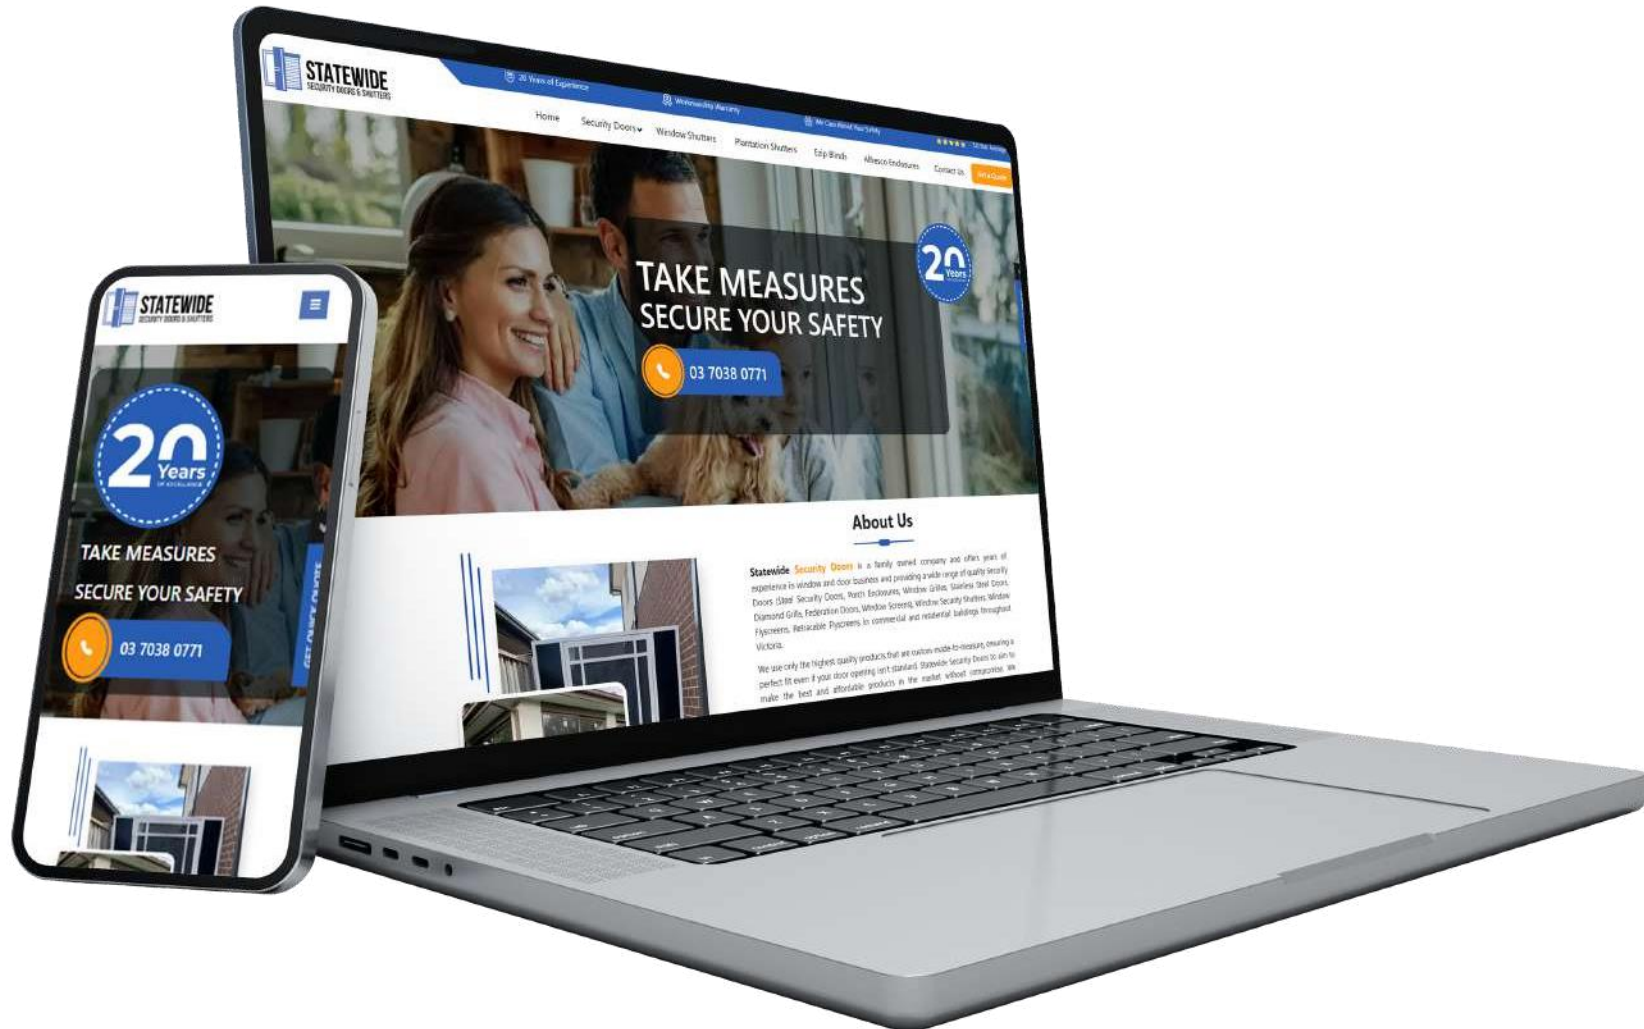 STATEWIDE
SECURITY DOORS & SHUTTERS
20 Years of Experience
Workmanship Warranty
We Care About Your Safety
Home
Security Doors
Window Shutters
Plantation Shutters
Ezip Blinds
Alfresco Enclosures
Contact Us
Get a Quote
TAKE MEASURES
SECURE YOUR SAFETY
03 7038 0771
20
Years
About Us
Statewide Security Doors is a family owned company and offers years of
experience in window and door business and providing a wide range of quality Security
Doors (Steel Security Doors, Porch Enclosures, Window Grilles, Stainless Steel Doors,
Diamond Grills, Federation Doors, Window Screens, Window Security Shutters, Window
Flyscreens, Retracable Flyscreens in commercial and residential buildings throughout
Victoria.
We use only the highest quality products that are custom made-to-measure, ensuring a
perfect fit even if your door opening isn't standard. Statewide Security Doors to aim to
make the best and affordable products in the market without compromise. We
STATEWIDE
SECURITY DOORS & SHUTTERS
20
Years
OF EXCELLENCE
TAKE MEASURES
SECURE YOUR SAFETY
03 7038 0771
GET QUICK QUOTE